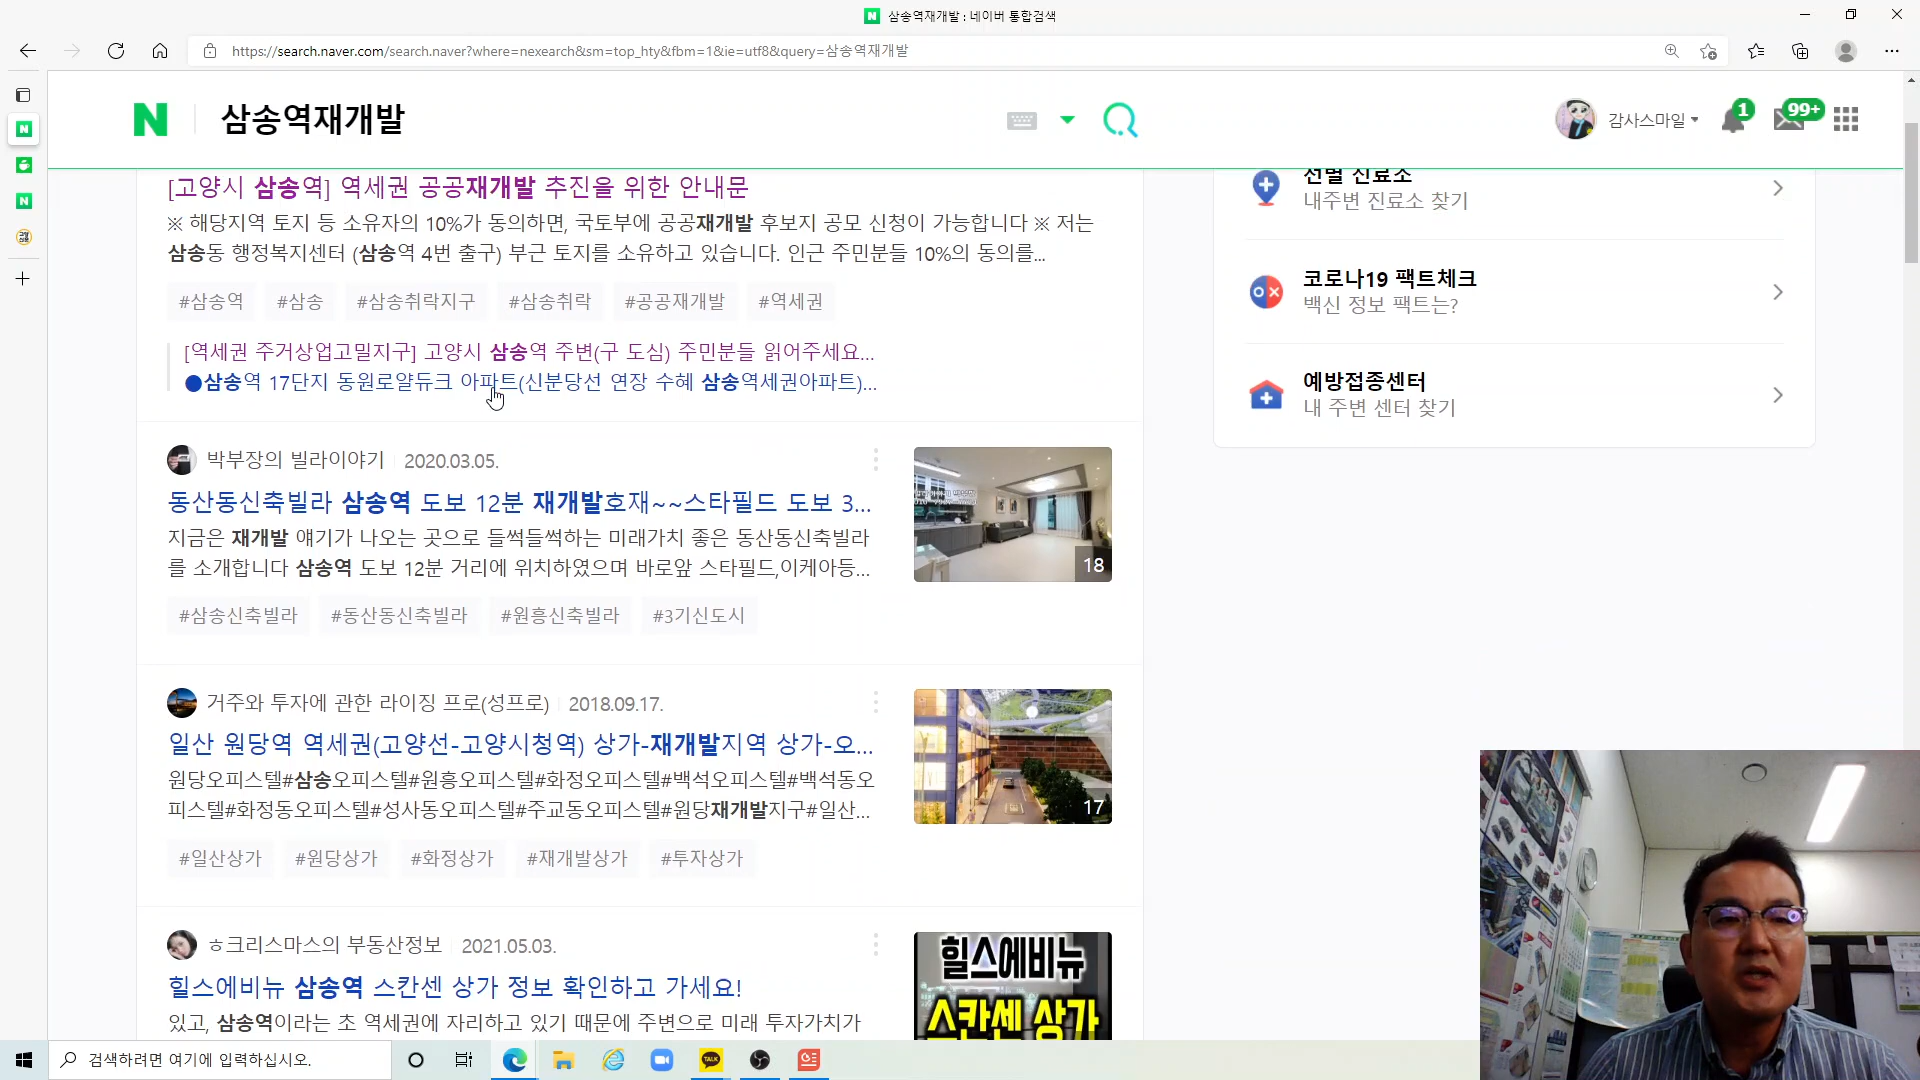 삼송역재개발 : 네이버 통합검색
https://search.naver.com/search.naver?where=nexearch&sm=top_hty&fbm=1&ie=utf8&query=삼송역재개발
N 삼송역재개발
감사스마일
1
99+
[고양시 삼송역] 역세권 공공재개발 추진을 위한 안내문
※ 해당지역 토지 등 소유자의 10%가 동의하면, 국토부에 공공재개발 후보지 공모 신청이 가능합니다 ※ 저는
삼송동 행정복지센터 (삼송역 4번 출구) 부근 토지를 소유하고 있습니다. 인근 주민분들 10%의 동의를...
#삼송역 #삼송 #삼송취락지구 #삼송취락 #공공재개발 #역세권
[역세권 주거상업고밀지구] 고양시 삼송역 주변(구 도심) 주민분들 읽어주세요...
●삼송역 17단지 동원로얄듀크 아파트(신분당선 연장 수혜 삼송역세권아파트)...
박부장의 빌라이야기 2020.03.05.
동산동신축빌라 삼송역 도보 12분 재개발호재~~스타필드 도보 3...
지금은 재개발 얘기가 나오는 곳으로 들썩들썩하는 미래가치 좋은 동산동신축빌라
를 소개합니다 삼송역 도보 12분 거리에 위치하였으며 바로앞 스타필드,이케아등...
18
#삼송신축빌라 #동산동신축빌라 #원흥신축빌라 #3기신도시
거주와 투자에 관한 라이징 프로(성프로) 2018.09.17.
일산 원당역 역세권(고양선-고양시청역) 상가-재개발지역 상가-오...
원당오피스텔#삼송오피스텔#원흥오피스텔#화정오피스텔#백석오피스텔#백석동오
피스텔#화정동오피스텔#성사동오피스텔#주교동오피스텔#원당재개발지구#일산...
17
#일산상가 #원당상가 #화정상가 #재개발상가 #투자상가
ㅎ크리스마스의 부동산정보 2021.05.03.
힐스에비뉴 삼송역 스칸센 상가 정보 확인하고 가세요!
있고, 삼송역이라는 초 역세권에 자리하고 있기 때문에 주변으로 미래 투자가치가
힐스에비뉴
스칸센 상가
선별 진료소
내주변 진료소 찾기
코로나19 팩트체크
백신 정보 팩트는?
예방접종센터
내 주변 센터 찾기
검색하려면 여기에 입력하십시오.
TALK